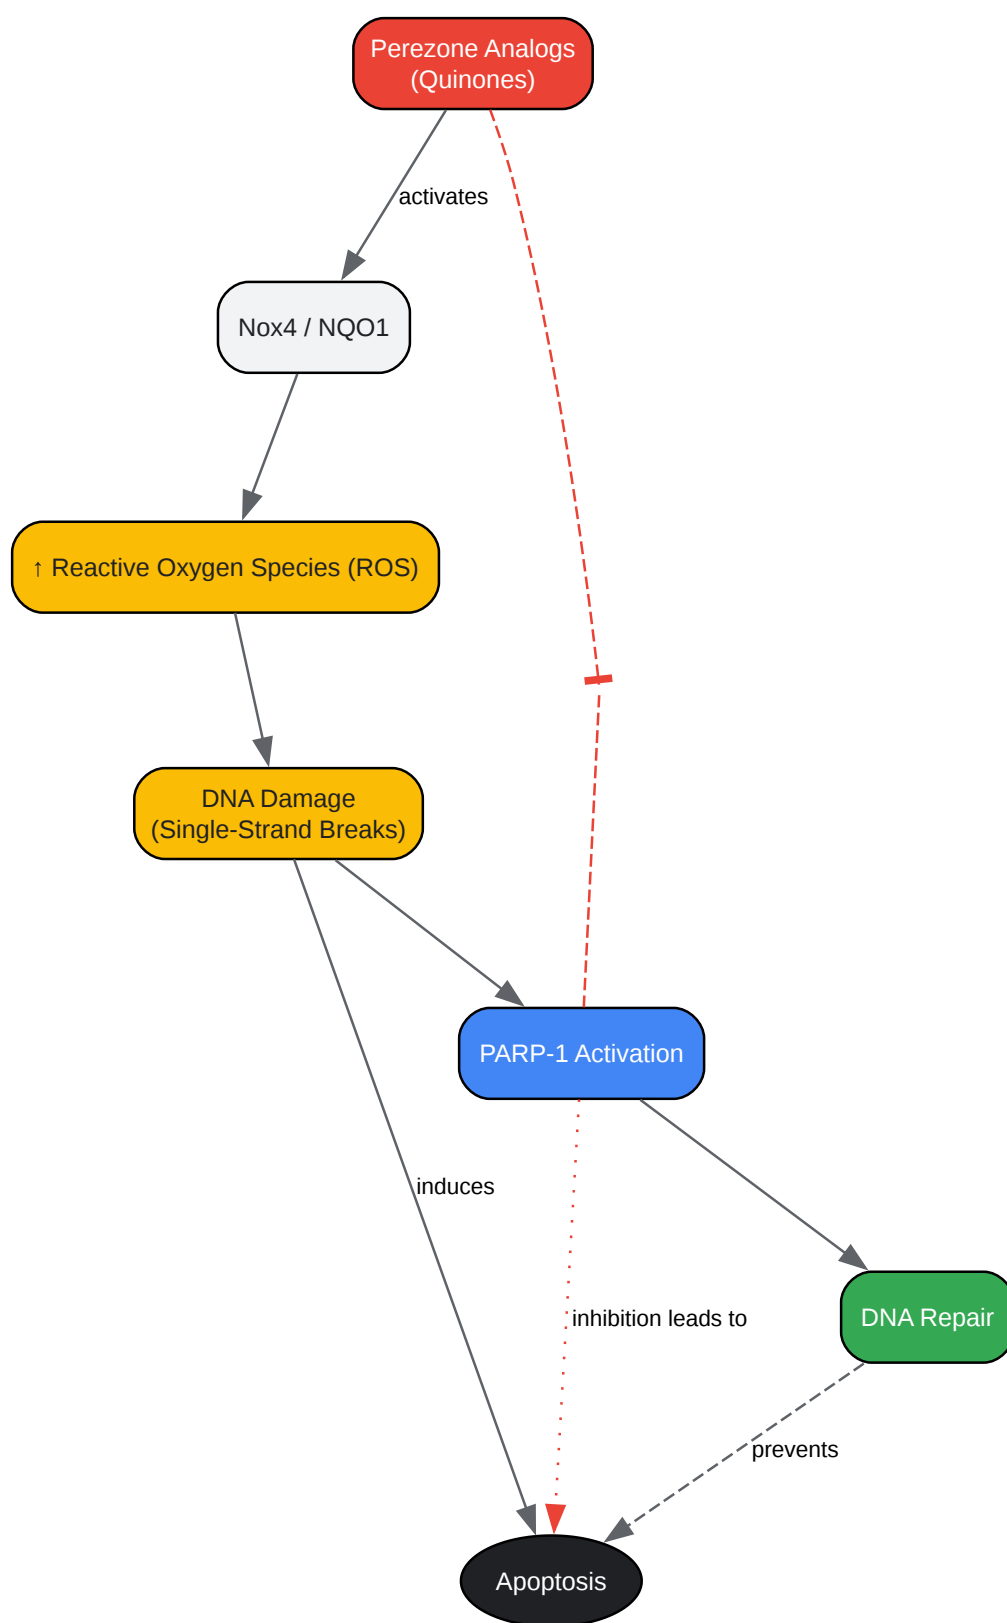 Perezone Analogs
(Quinones)
activates
Nox4 / NQO1
↑ Reactive Oxygen Species (ROS)
DNA Damage
(Single-Strand Breaks)
PARP-1 Activation
induces
inhibition leads to
DNA Repair
prevents
Apoptosis